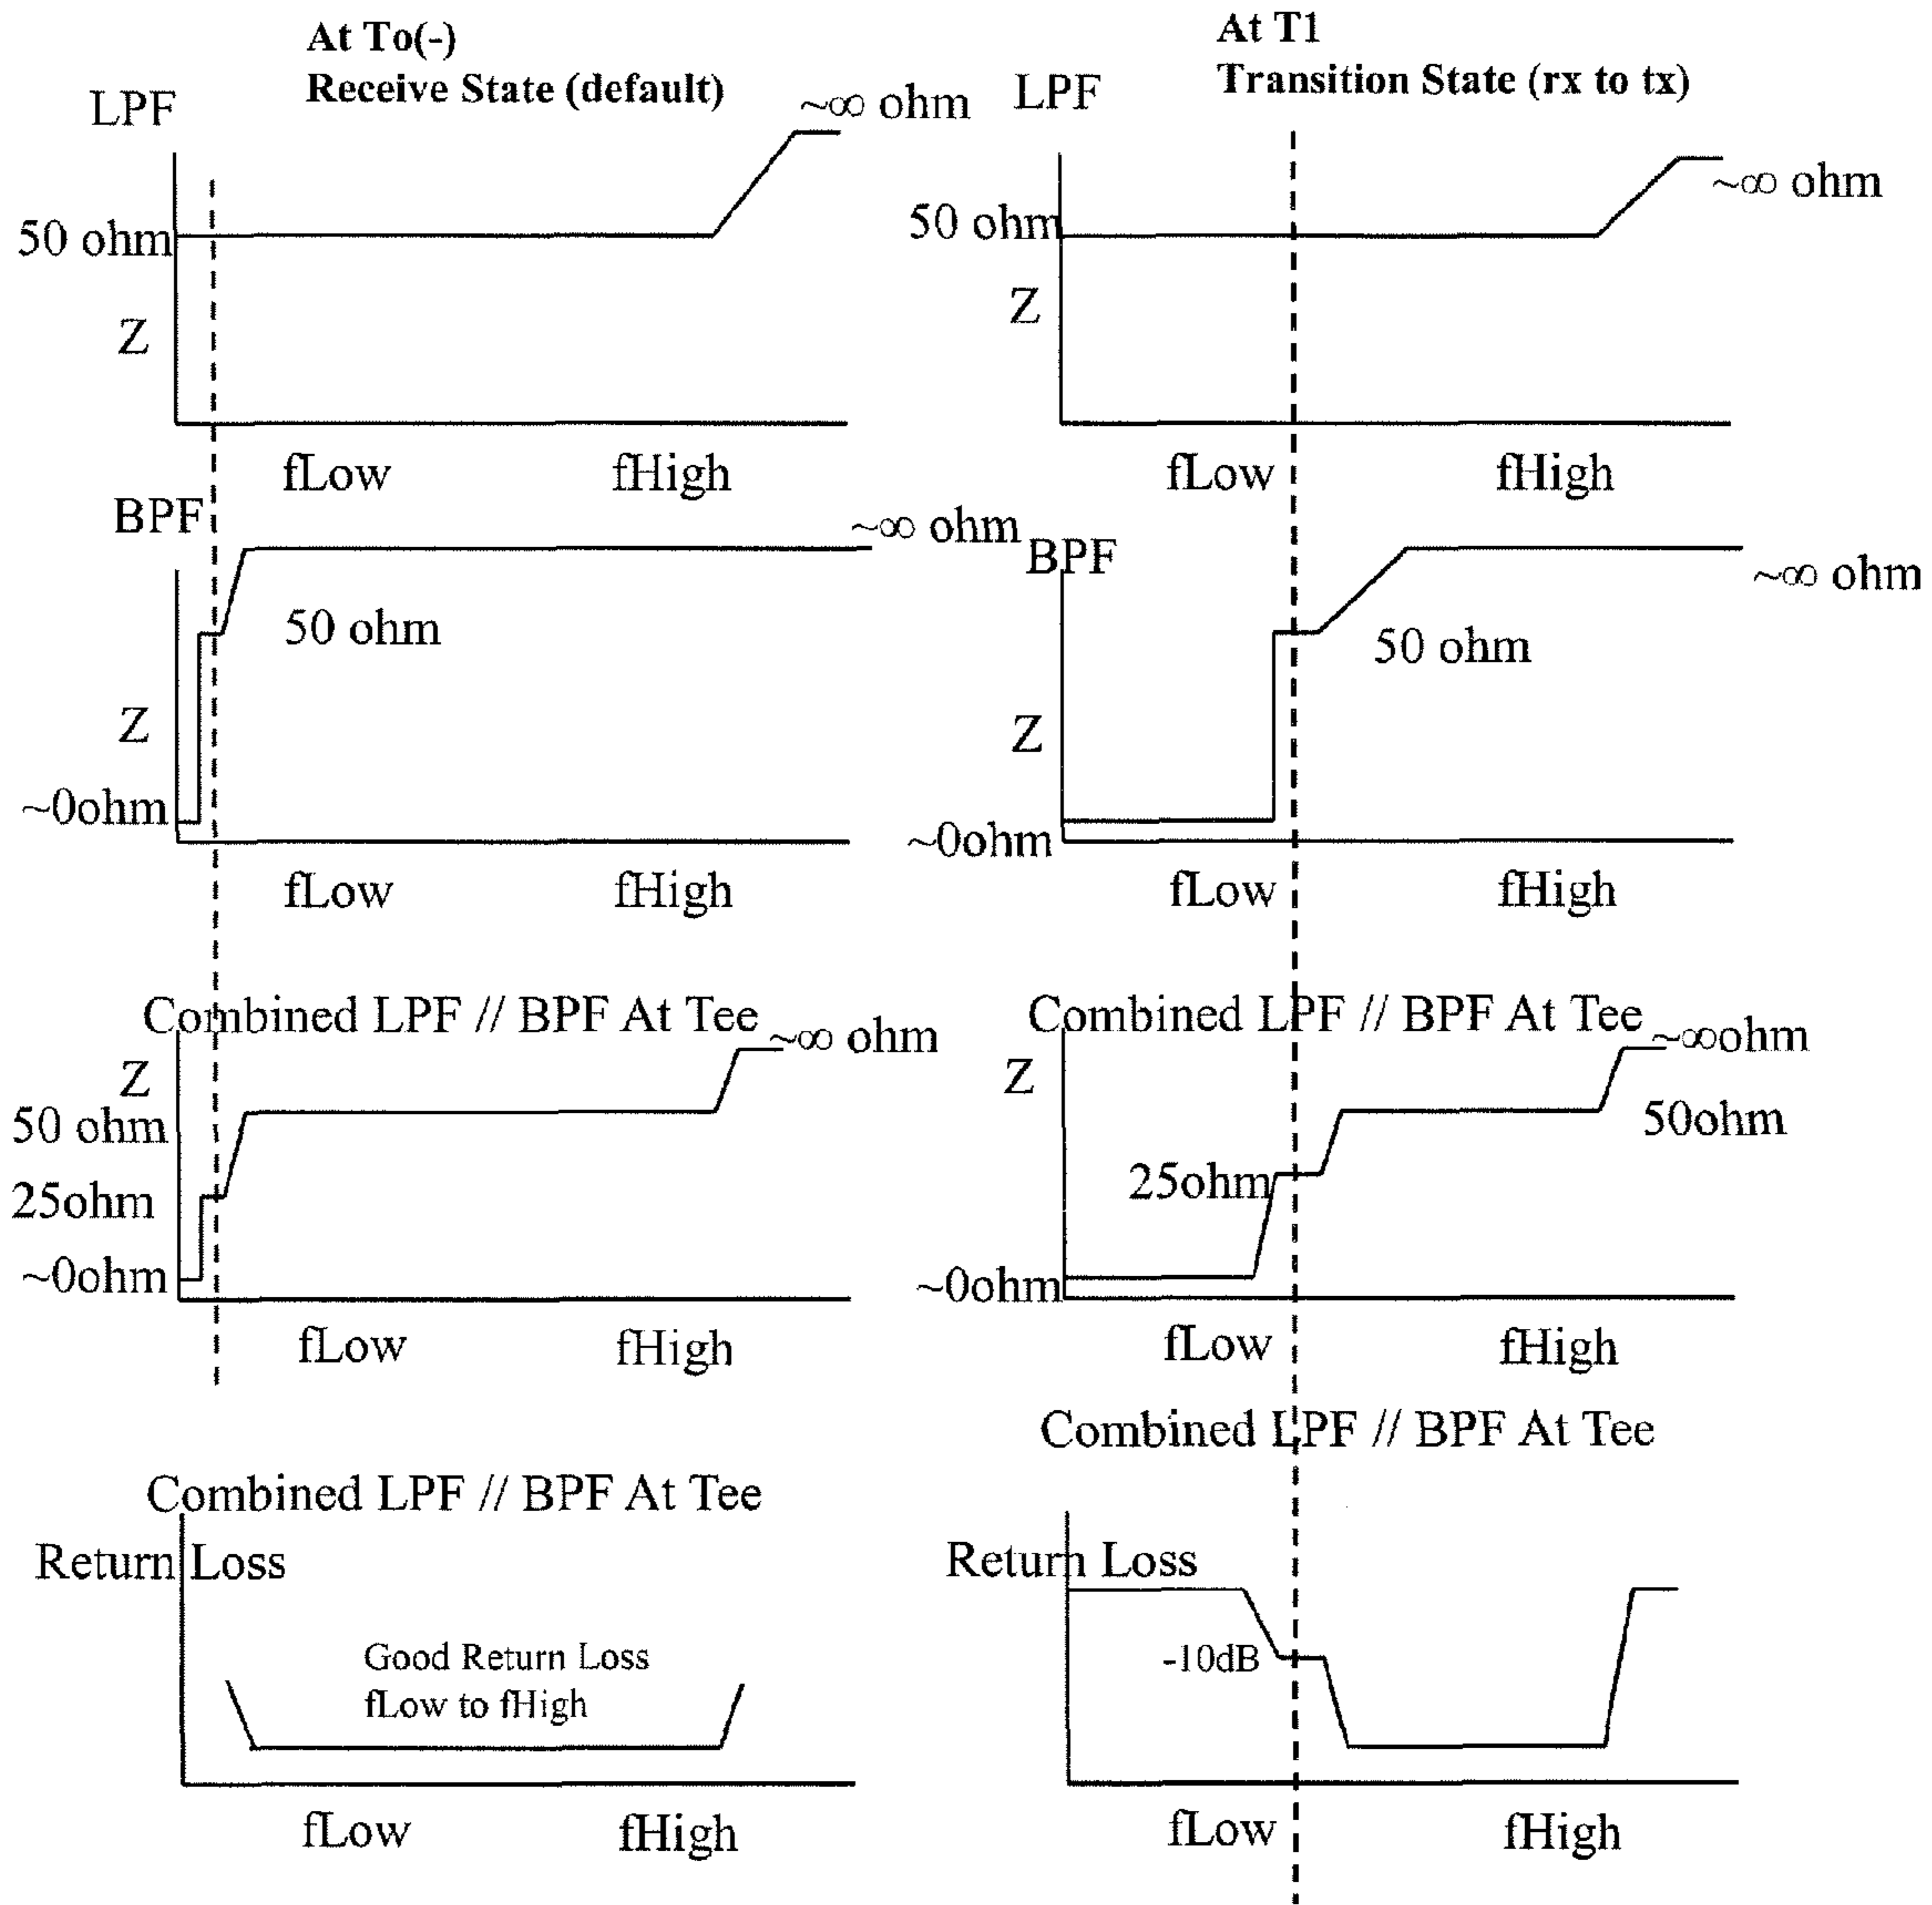 At To(-)
Receive State (default)
LPF
~∞ ohm
50 ohm
Z
fLow
fHigh
BPF
~∞ ohm
50 ohm
Z
~0ohm
fLow
fHigh
Combined LPF // BPF At Tee
~∞ ohm
Z
50 ohm
25ohm
~0ohm
fLow
fHigh
Combined LPF // BPF At Tee
Return Loss
Good Return Loss
fLow to fHigh
fLow
fHigh
At T1
Transition State (rx to tx)
LPF
~∞ ohm
50 ohm
Z
fLow
fHigh
BPF
~∞ ohm
50 ohm
Z
~0ohm
fLow
fHigh
Combined LPF // BPF At Tee
~∞ohm
Z
50ohm
25ohm
~0ohm
fLow
fHigh
Combined LPF // BPF At Tee
Return Loss
-10dB
fLow
fHigh